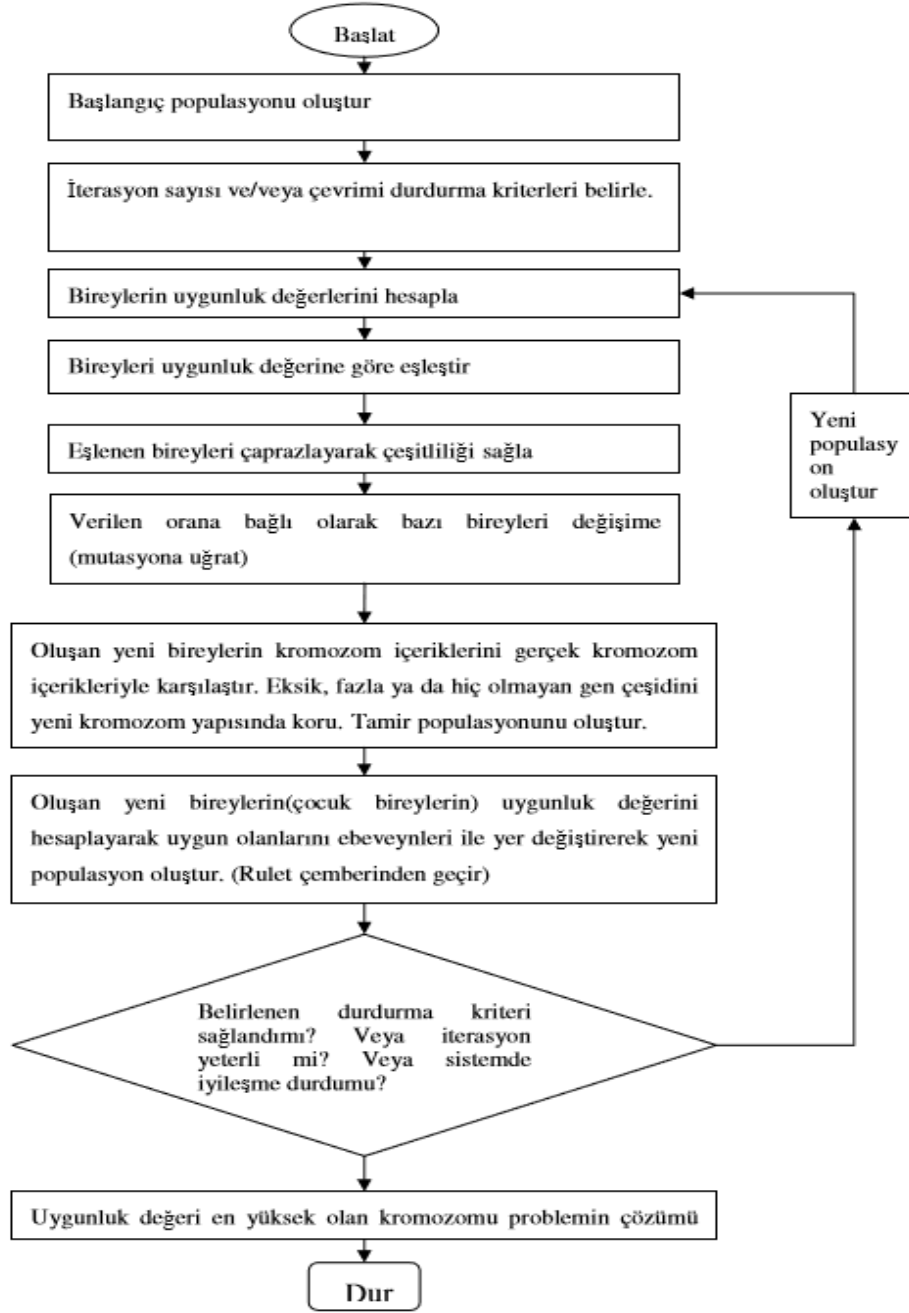 Başlat
Başlangıç populasyonu oluştur
İterasyon sayısı ve/veya çevrimi durdurma kriterleri belirle.
Bireylerin uygunluk değerlerini hesapla
Bireyleri uygunluk değerine göre eşleştir
Eşlenen bireyleri çaprazlayarak çeşitliliği sağla
Verilen orana bağlı olarak bazı bireyleri değişime
(mutasyona uğrat)
Oluşan yeni bireylerin kromozom içeriklerini gerçek kromozom
içerikleriyle karşılaştır. Eksik, fazla ya da hiç olmayan gen çeşidini
yeni kromozom yapısında koru. Tamir populasyonunu oluştur.
Oluşan yeni bireylerin(çocuk bireylerin) uygunluk değerini
hesaplayarak uygun olanlarını ebeveynleri ile yer değiştirerek yeni
populasyon oluştur. (Rulet çemberinden geçir)
Belirlenen durdurma kriteri
sağlandımı? Veya iterasyon
yeterli mi? Veya sistemde
iyileşme durdumu?
Yeni
populasy
on
oluştur
Uygunluk değeri en yüksek olan kromozomu problemin çözümü
Dur